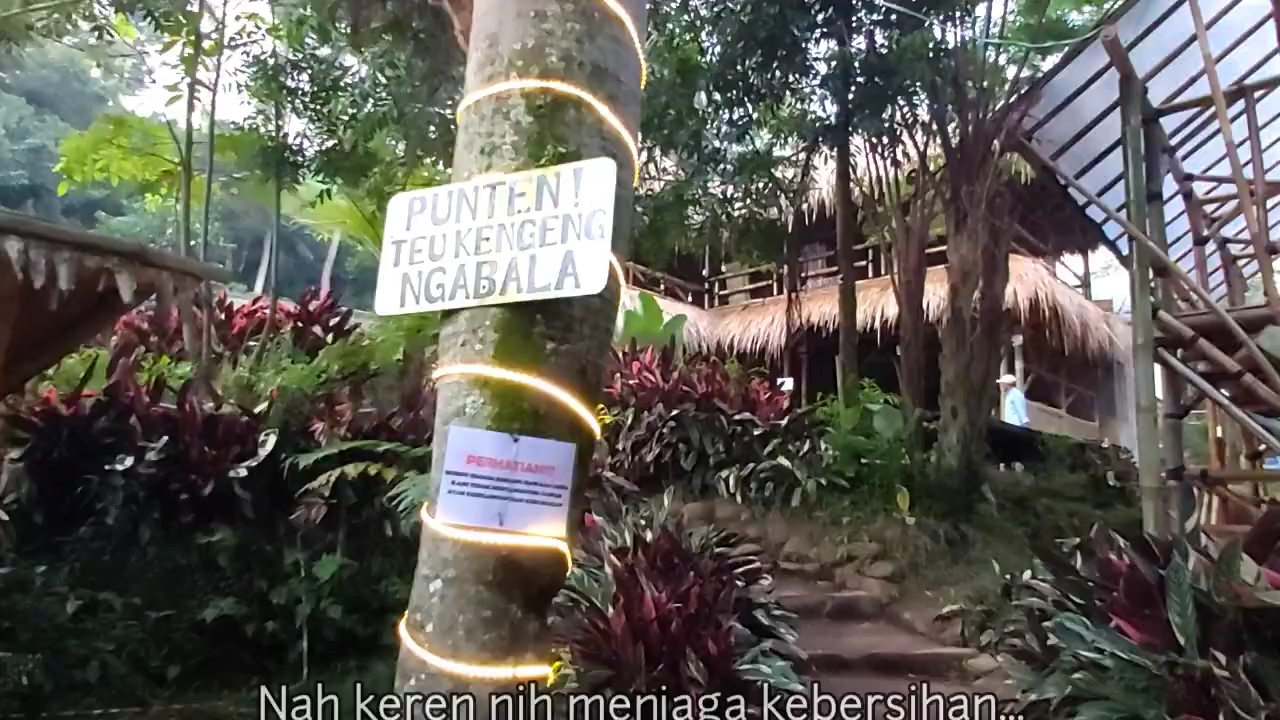 PUNTEN!
TEU KENGENG
NGABALA
PERHATIAN!!!
Nah keren nih menjaga kebersihan...